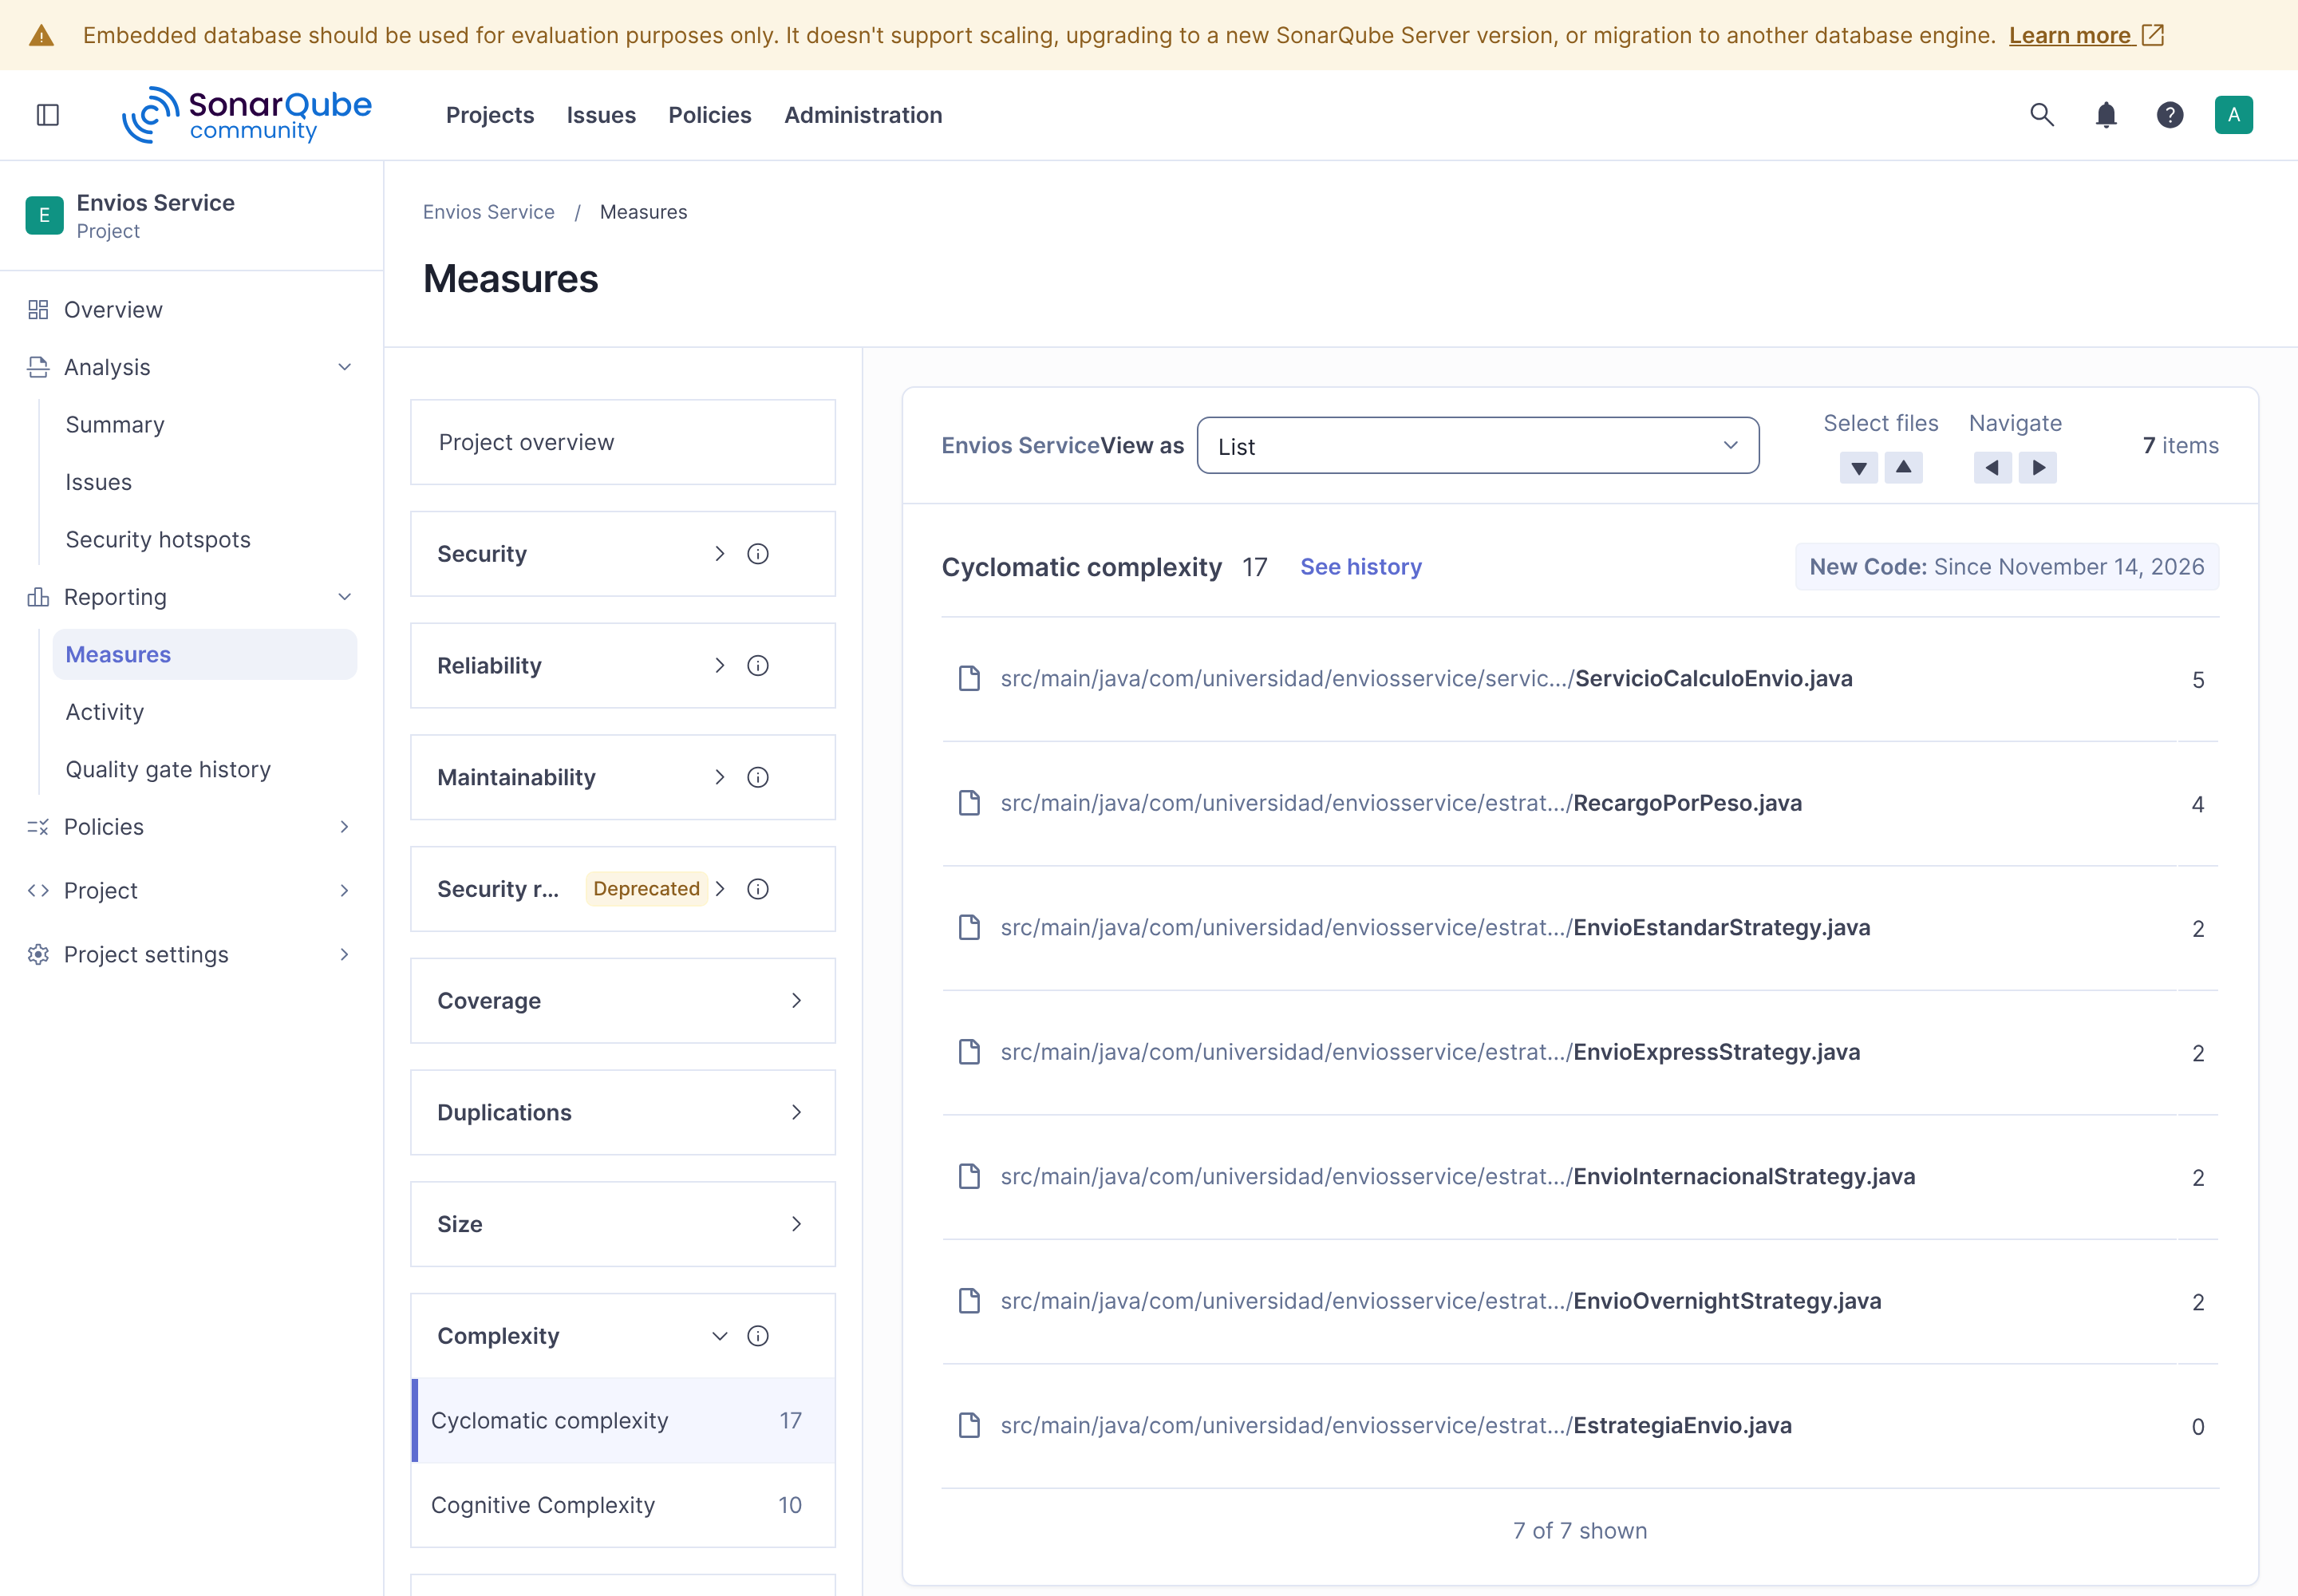 Embedded database should be used for evaluation purposes only. It doesn't support scaling, upgrading to a new SonarQube Server version, or migration to another database engine. Learn more
SonarQube
community
Projects Issues Policies Administration
? A
E
Envios Service
Project
Overview
Analysis
Summary
Issues
Security hotspots
Reporting
Measures
Activity
Quality gate history
Policies
Project
Project settings
Envios Service / Measures
Measures
Project overview
Security
Reliability
Maintainability
Security r... Deprecated
Coverage
Duplications
Size
Complexity
Cyclomatic complexity 17
Cognitive Complexity 10
Envios Service View as List
Select files Navigate
7 items
Cyclomatic complexity 17 See history
New Code: Since November 14, 2026
src/main/java/com/universidad/enviosservice/servic.../ServicioCalculoEnvio.java 5
src/main/java/com/universidad/enviosservice/estrat.../RecargoPorPeso.java 4
src/main/java/com/universidad/enviosservice/estrat.../EnvioEstandarStrategy.java 2
src/main/java/com/universidad/enviosservice/estrat.../EnvioExpressStrategy.java 2
src/main/java/com/universidad/enviosservice/estrat.../EnvioInternacionalStrategy.java 2
src/main/java/com/universidad/enviosservice/estrat.../EnvioOvernightStrategy.java 2
src/main/java/com/universidad/enviosservice/estrat.../EstrategiaEnvio.java 0
7 of 7 shown